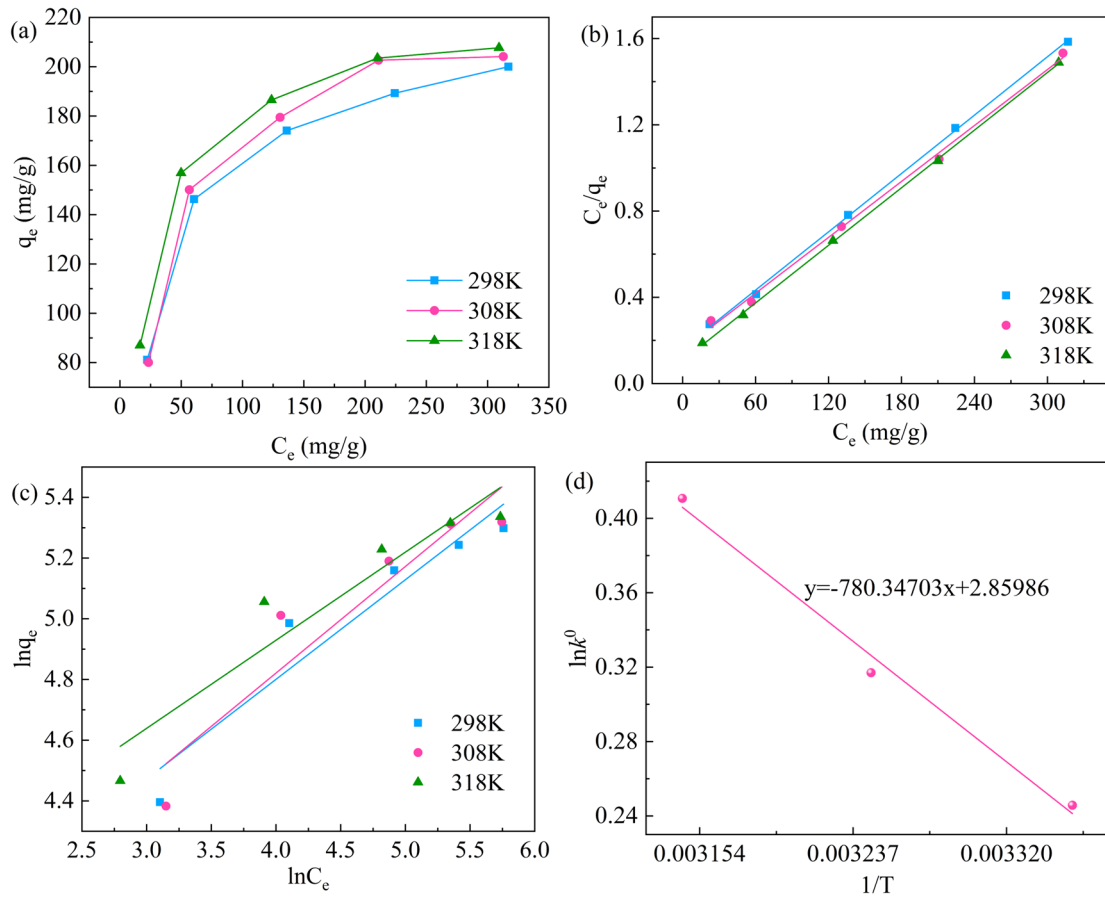 (a)
220
200
180
160
140
120
100
80
qₑ (mg/g)
298K
308K
318K
0 50 100 150 200 250 300 350
Cₑ (mg/g)
(b)
1.6
1.2
0.8
0.4
0.0
Cₑ/qₑ
298K
308K
318K
0 60 120 180 240 300
Cₑ (mg/g)
(c)
5.4
5.2
5.0
4.8
4.6
4.4
lnqₑ
298K
308K
318K
2.5 3.0 3.5 4.0 4.5 5.0 5.5 6.0
lnCₑ
(d)
0.40
0.36
0.32
0.28
0.24
lnk⁰
y=-780.34703x+2.85986
0.003154 0.003237 0.003320
1/T